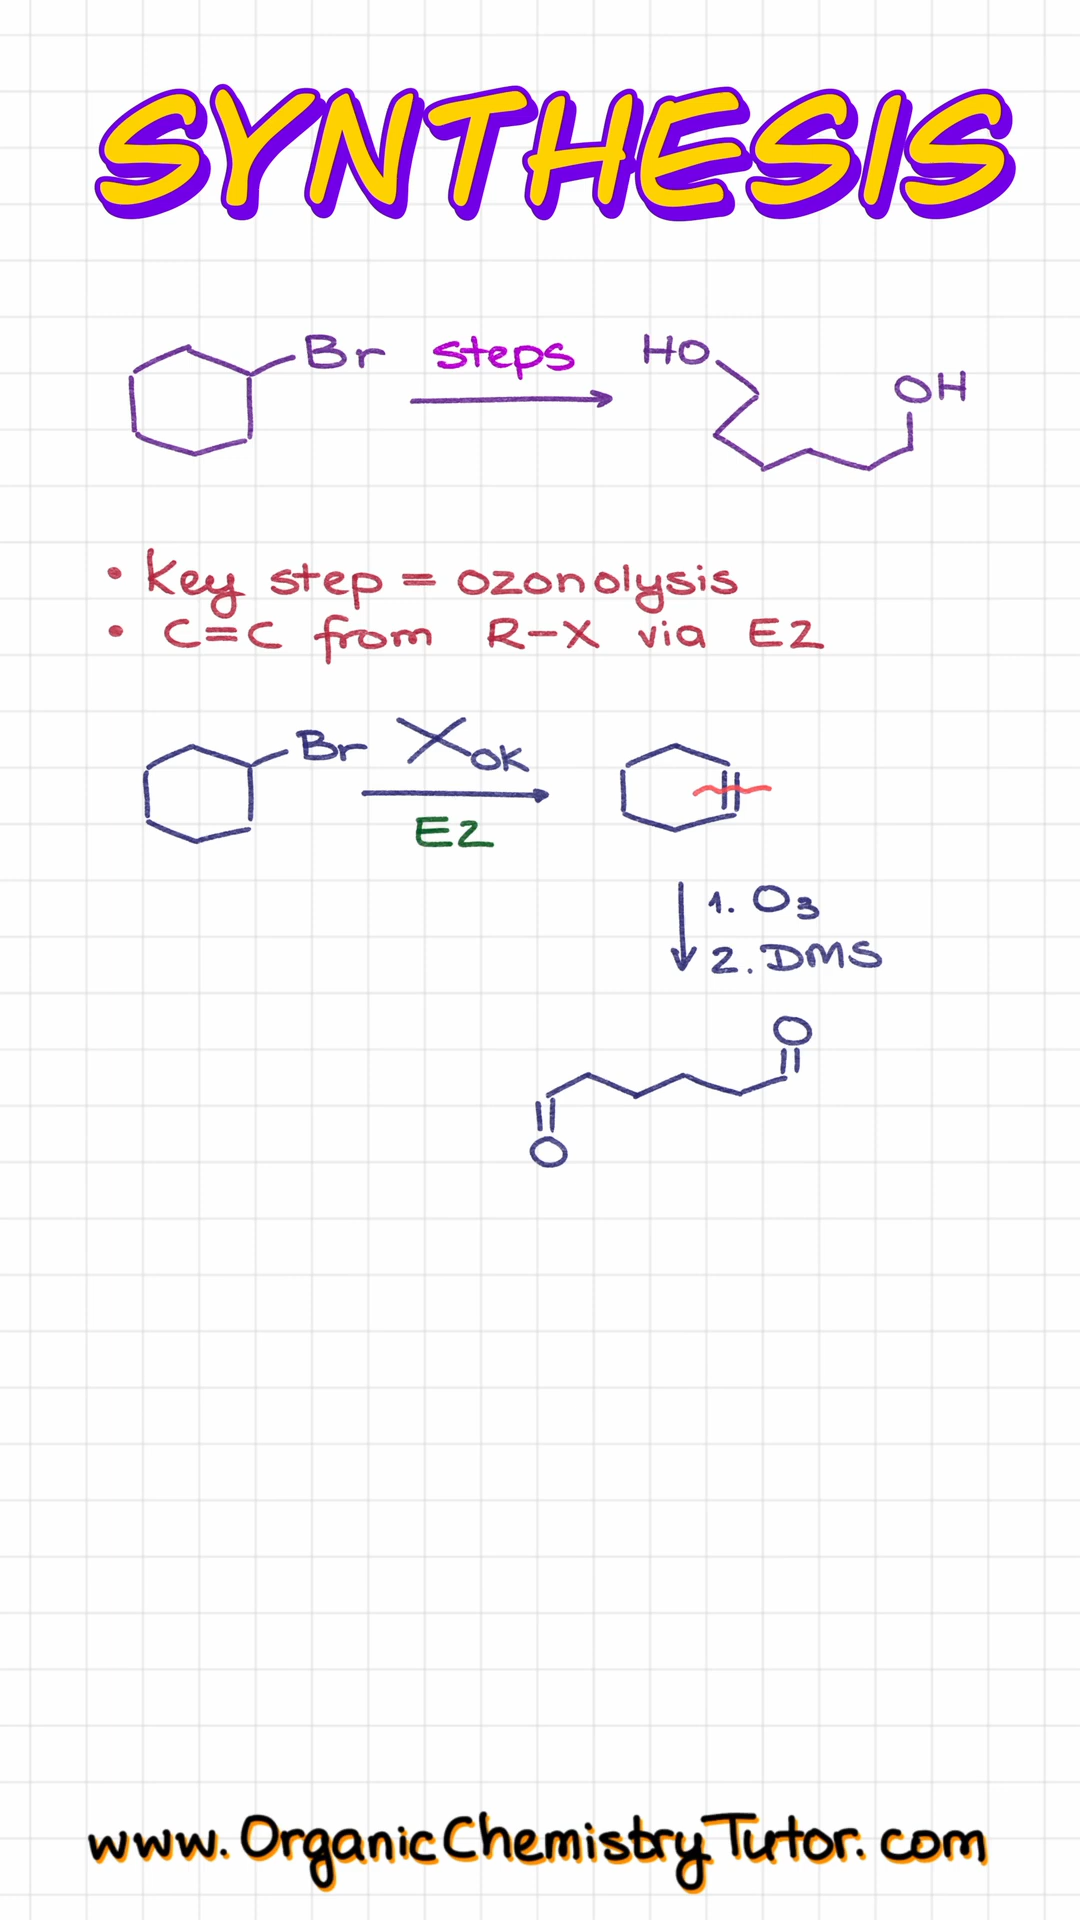 SYNTHESIS
Br steps HO OH
• Key step = ozonolysis
• C=C from R-X via E2
Br OK
E2
1. O3
2. DMS
O
O
www.OrganicChemistryTutor.com